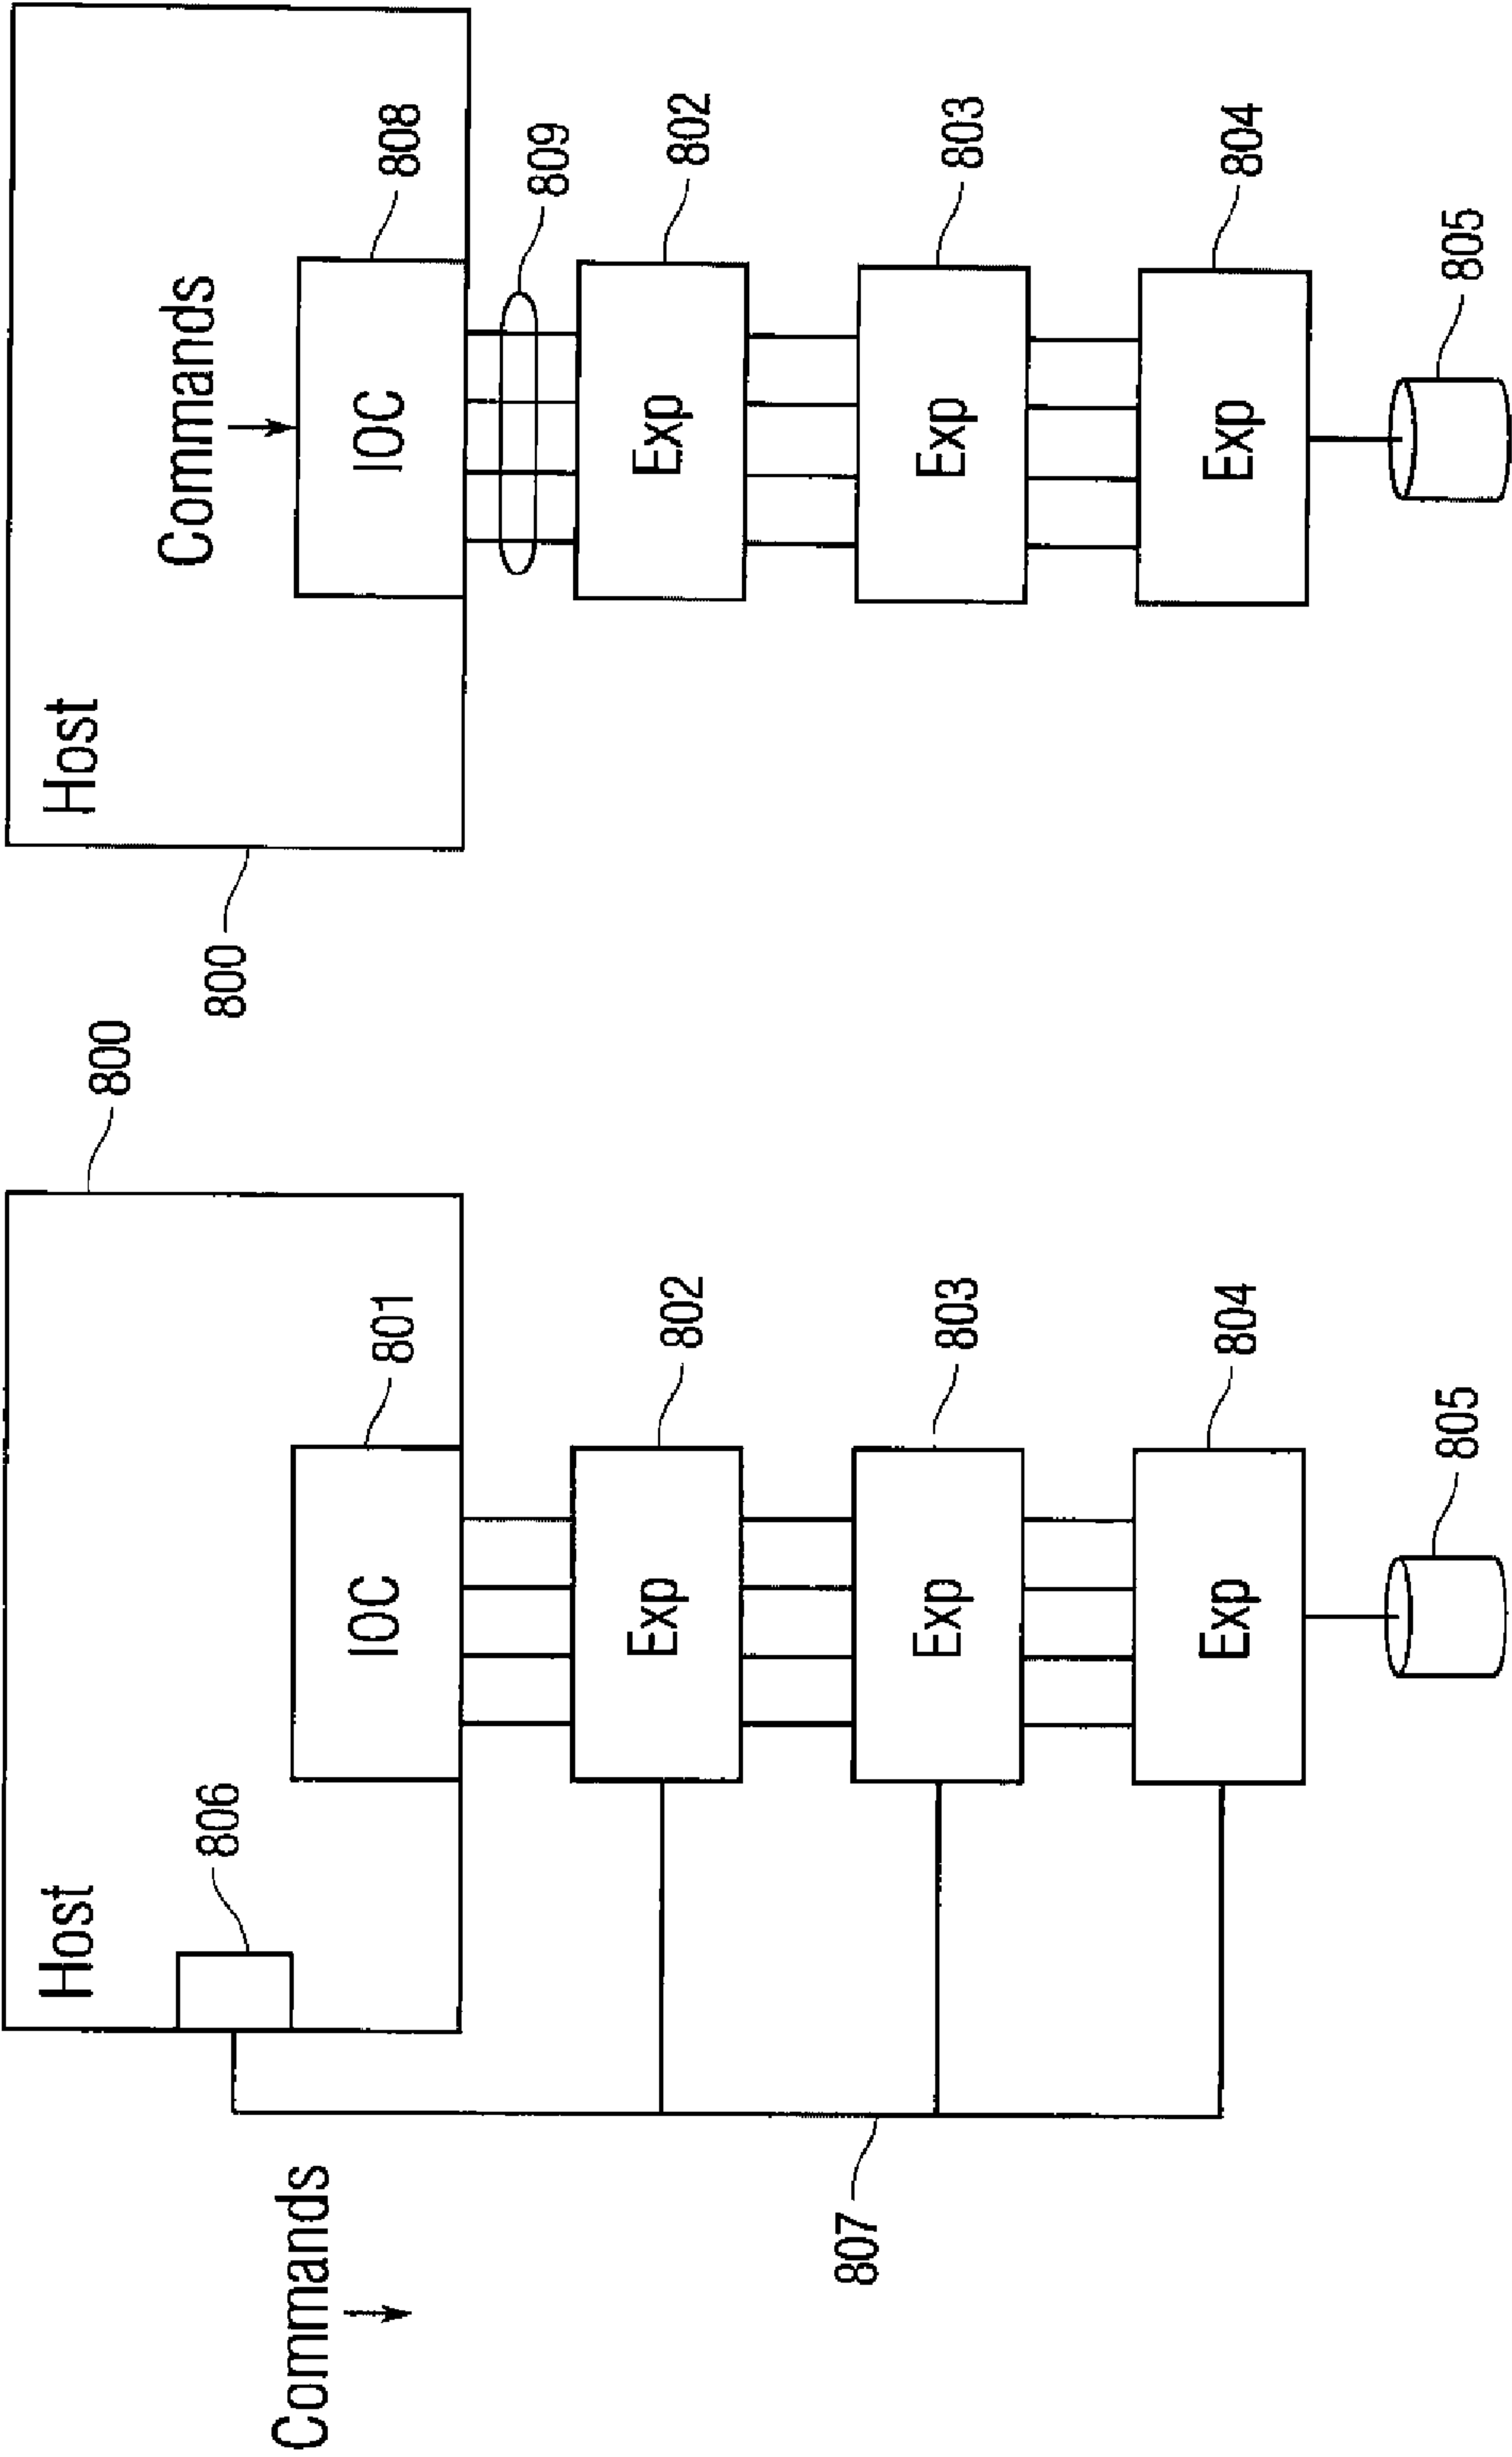 Host
800
806
Commands
801
IOC
802
Exp
807
803
Exp
804
Exp
805
Host
800
Commands
808
IOC
809
802
Exp
803
Exp
804
Exp
805